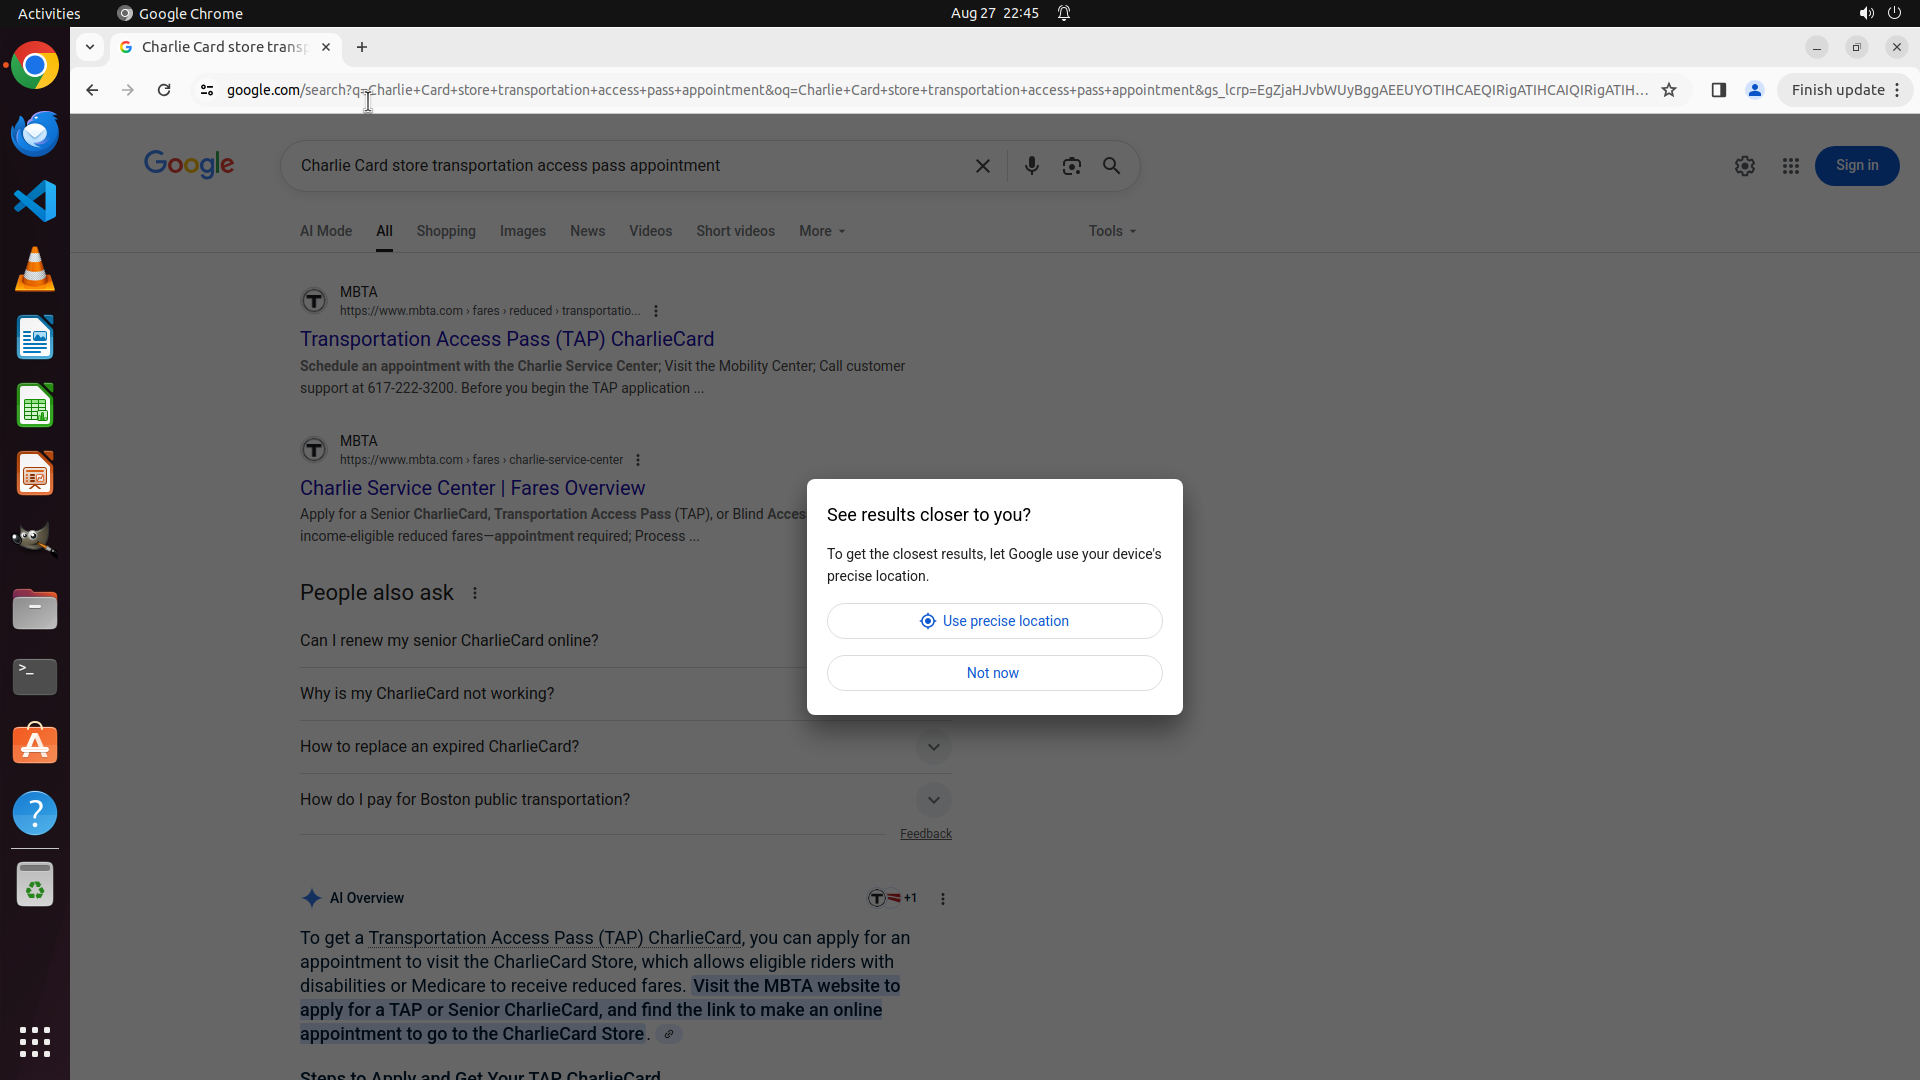 Activities
Google Chrome
Aug 27 22:45
Charlie Card store trans
google.com/search?q=Charlie+Card+store+transportation+access+pass+appointment&oq=Charlie+Card+store+transportation+access+pass+appointment&gs_lcrp=EgZjaHJvbWUyBggAEEUYOTIHCAEQIRigATIHCAIQIRigATIH...
Finish update
Google
Charlie Card store transportation access pass appointment
Sign in
AI Mode
All
Shopping
Images
News
Videos
Short videos
More
Tools
MBTA
https://www.mbta.com › fares › reduced › transportatio...
Transportation Access Pass (TAP) CharlieCard
Schedule an appointment with the Charlie Service Center; Visit the Mobility Center; Call customer
support at 617-222-3200. Before you begin the TAP application ...
MBTA
https://www.mbta.com › fares › charlie-service-center
Charlie Service Center | Fares Overview
Apply for a Senior CharlieCard, Transportation Access Pass (TAP), or Blind Acces
income-eligible reduced fares—appointment required; Process ...
People also ask
Can I renew my senior CharlieCard online?
Why is my CharlieCard not working?
How to replace an expired CharlieCard?
How do I pay for Boston public transportation?
Feedback
See results closer to you?
To get the closest results, let Google use your device's
precise location.
Use precise location
Not now
AI Overview
+1
To get a Transportation Access Pass (TAP) CharlieCard, you can apply for an
appointment to visit the CharlieCard Store, which allows eligible riders with
disabilities or Medicare to receive reduced fares. Visit the MBTA website to
apply for a TAP or Senior CharlieCard, and find the link to make an online
appointment to go to the CharlieCard Store.
Steps to Apply and Get Your TAP CharlieCard